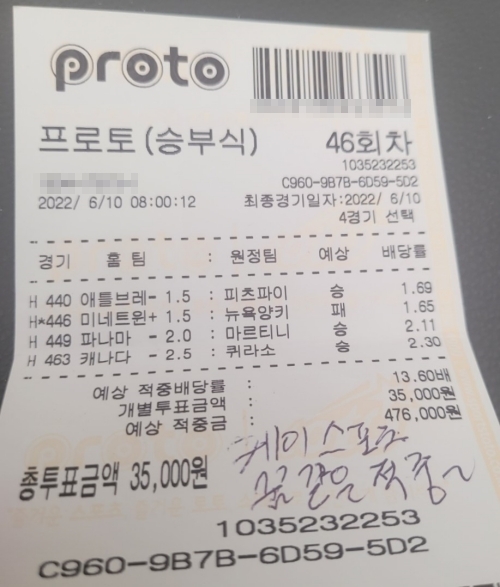 proto
프로토(승부식) 46회차
1035232253
C960-9B7B-6D59-5D2
2022/ 6/10 08:00:12 최종경기일자:2022/ 6/10
4경기 선택
경기 홈 팀 : 원정팀 예상 배당률
H 440 애틀브레- 1.5 : 피츠파이 승 1.69
H*446 미네트윈+ 1.5 : 뉴욕양키 패 1.65
H 449 파나마 - 2.0 : 마르티니 승 2.11
H 463 캐나다 - 2.5 : 퀴라소 승 2.30
예상 적중배당률 : 13.60배
개별투표금액 : 35,000원
예상 적중금 : 476,000원
케이스포츠
총투표금액 35,000원
꿈같은 적중~
1035232253
C960-9B7B-6D59-5D2